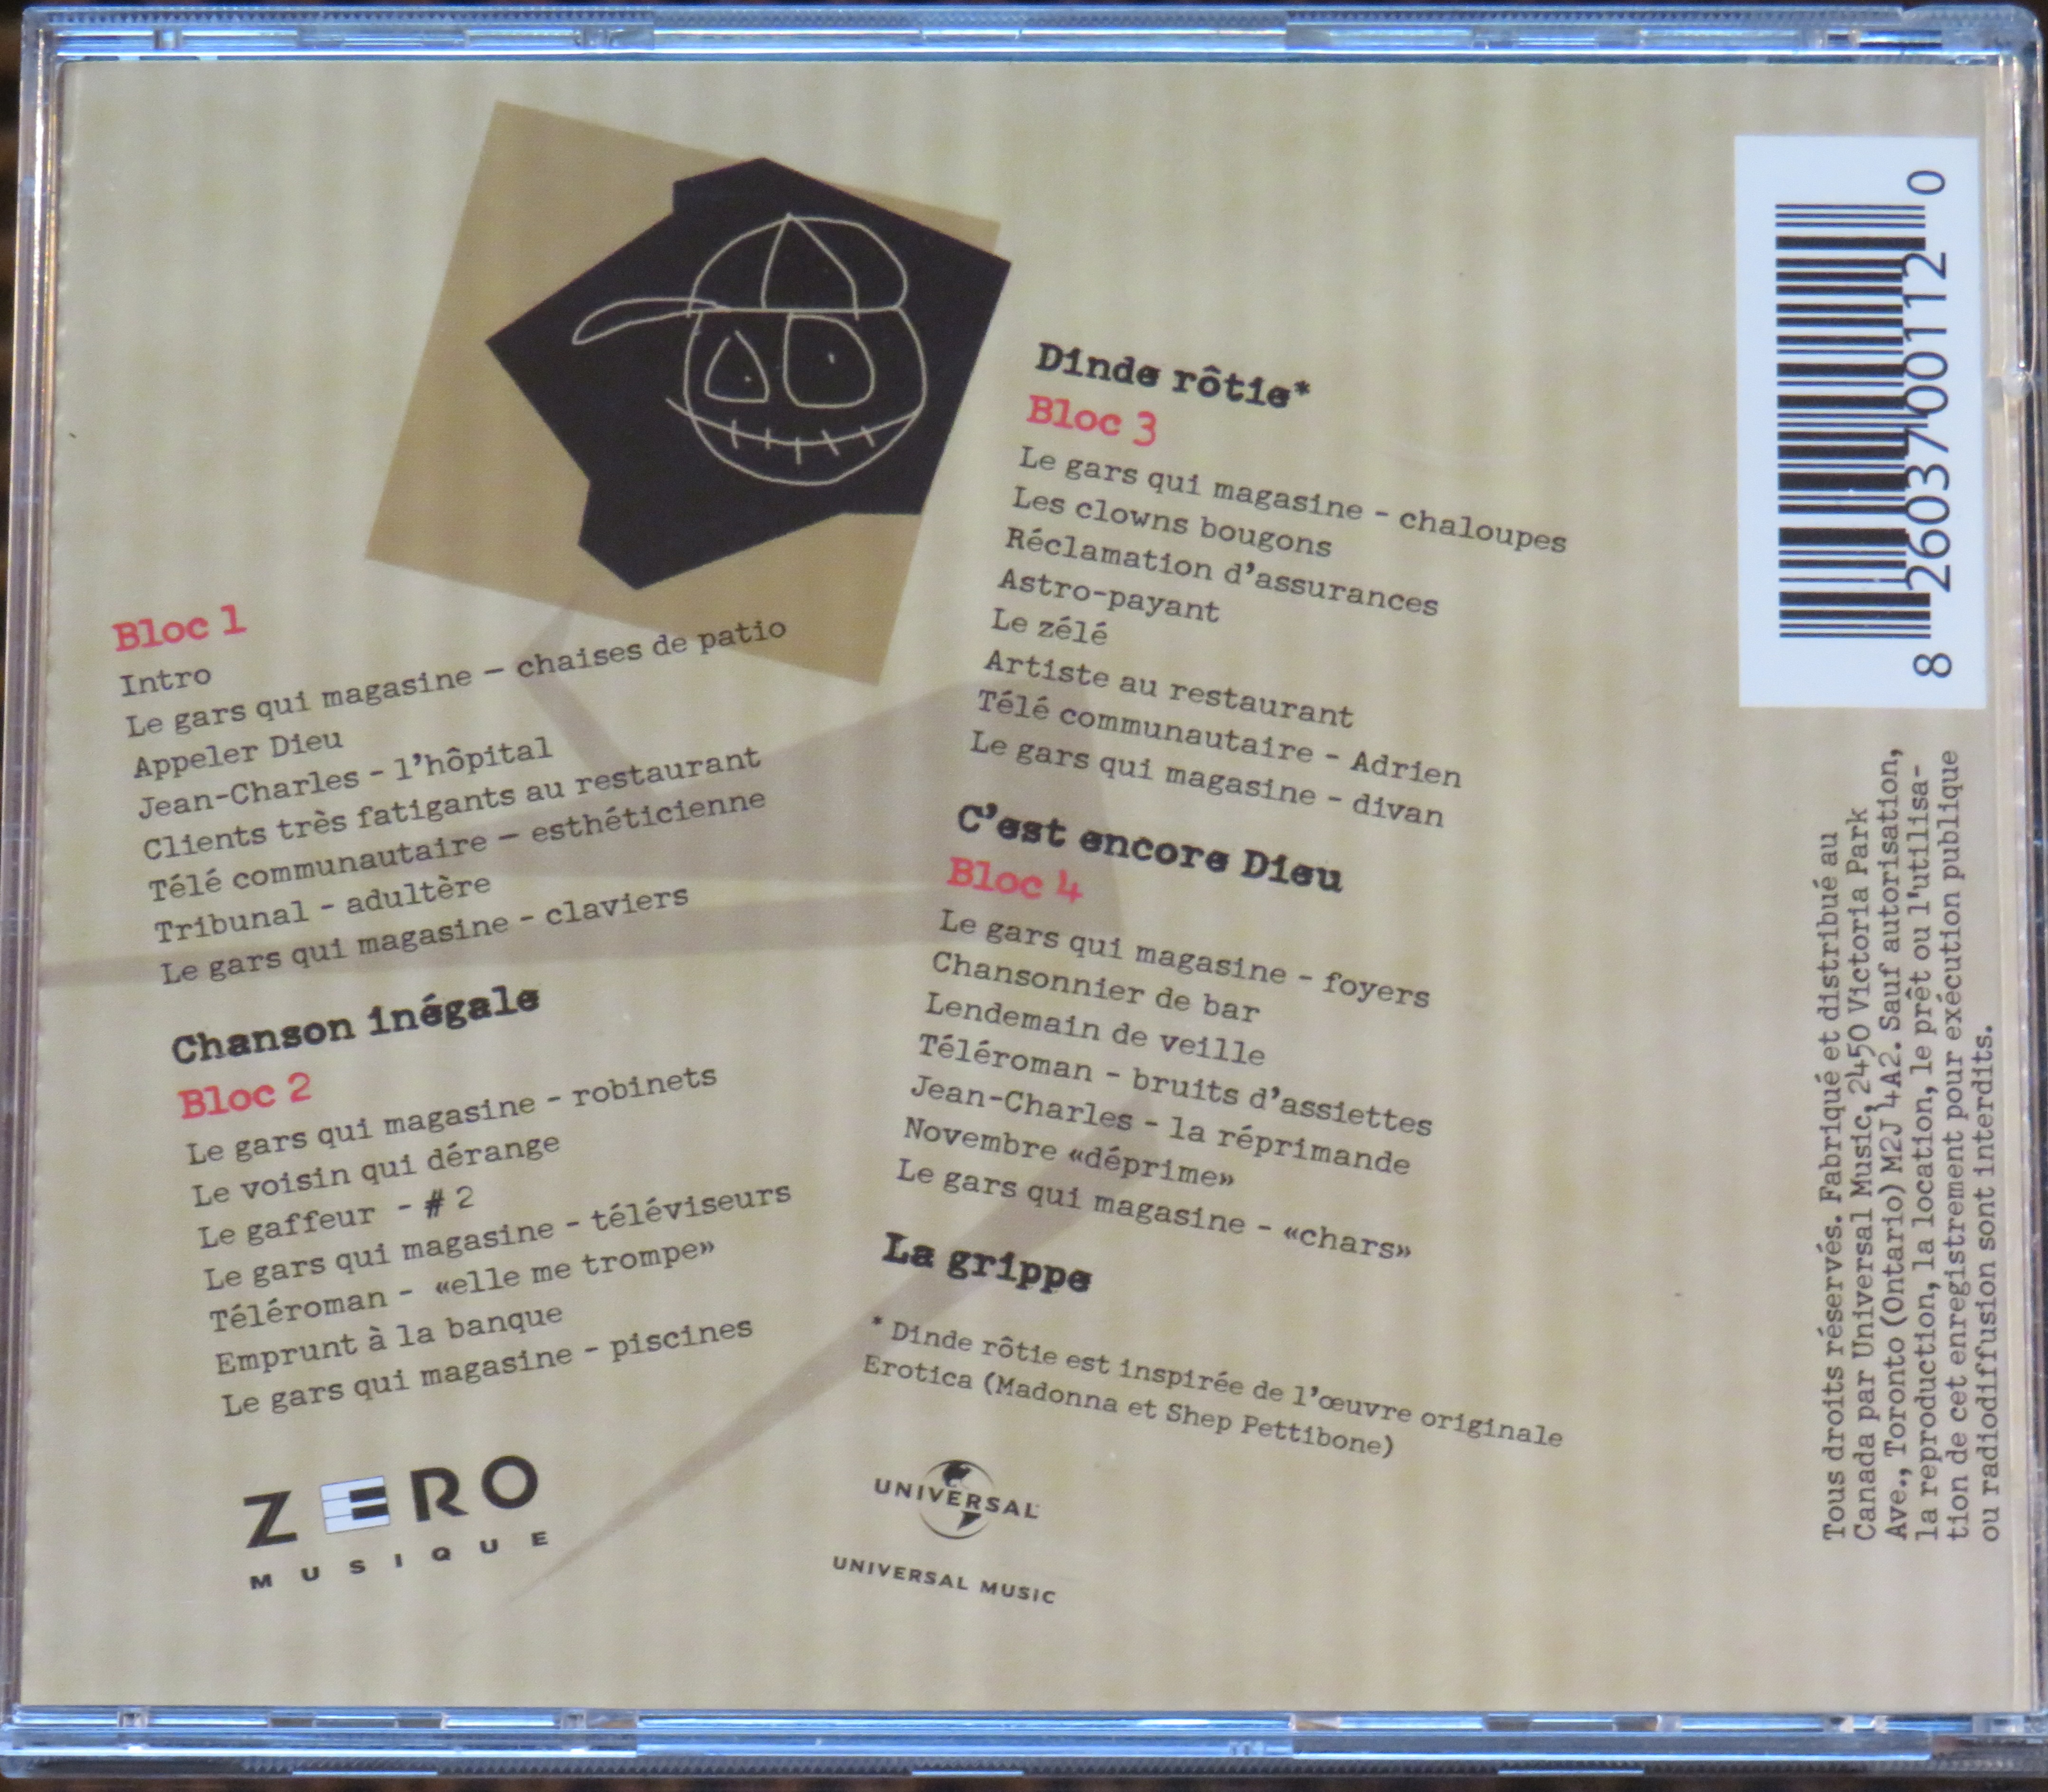 Bloc 1
Intro
Le gars qui magasine – chaises de patio
Appeler Dieu
Jean-Charles - l'hôpital
Clients très fatigants au restaurant
Télé communautaire – esthéticienne
Tribunal - adultère
Le gars qui magasine - claviers
Chanson inégale
Bloc 2
Le gars qui magasine - robinets
Le voisin qui dérange
Le gaffeur - # 2
Le gars qui magasine - téléviseurs
Téléroman - «elle me trompe»
Emprunt à la banque
Le gars qui magasine - piscines
ZERO
MUSIQUE
Dinde rôtie*
Bloc 3
Le gars qui magasine - chaloupes
Les clowns bougons
Réclamation d'assurances
Astro-payant
Le zélé
Artiste au restaurant
Télé communautaire - Adrien
Le gars qui magasine - divan
C'est encore Dieu
Bloc 4
Le gars qui magasine - foyers
Chansonnier de bar
Lendemain de veille
Téléroman - bruits d'assiettes
Jean-Charles - la réprimande
Novembre «déprime»
Le gars qui magasine - «chars»
La grippe
* Dinde rôtie est inspirée de l'œuvre originale
Erotica (Madonna et Shep Pettibone)
UNIVERSAL
UNIVERSAL MUSIC
8 26037 00112 0
Tous droits réservés. Fabriqué et distribué au
Canada par Universal Music, 2450 Victoria Park
Ave., Toronto (Ontario) M2J 4A2. Sauf autorisation,
la reproduction, la location, le prêt ou l'utilisa-
tion de cet enregistrement pour exécution publique
ou radiodiffusion sont interdits.